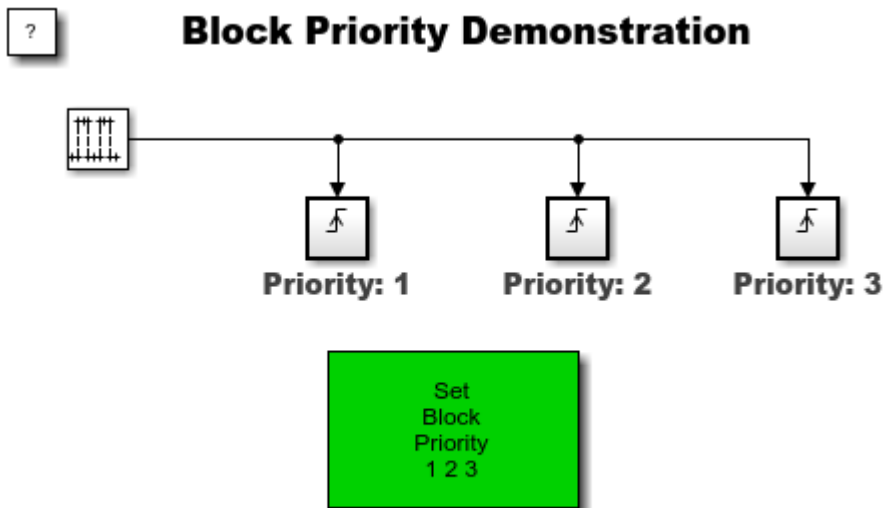 ?
Block Priority Demonstration
Priority: 1
Priority: 2
Priority: 3
Set
Block
Priority
1 2 3